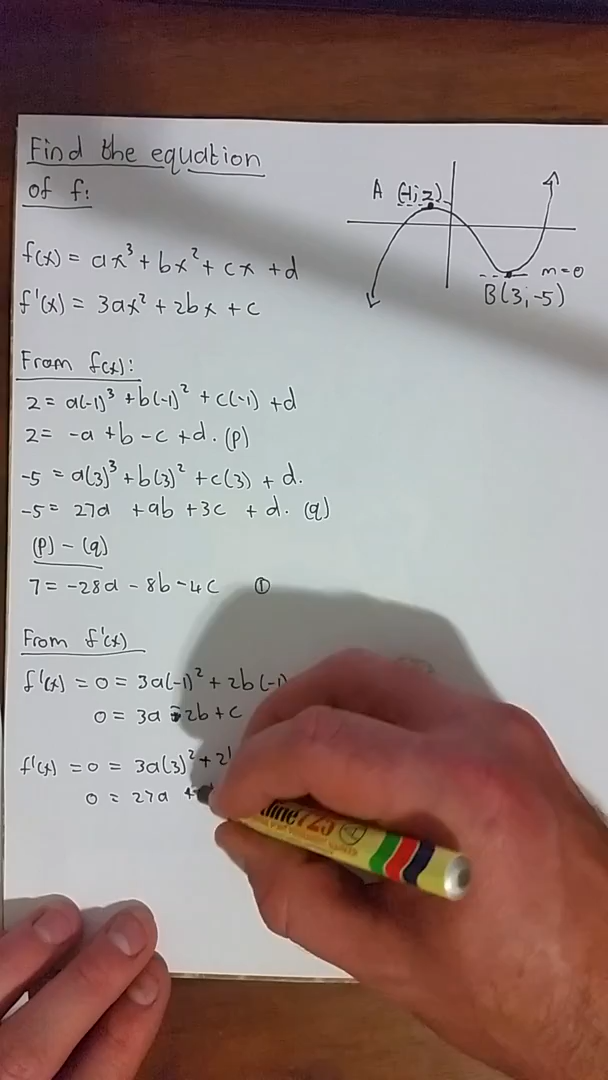 Find the equation
of f:
A (-1; 2)
m=0
B(3;-5)
f(x) = ax³ + bx² + cx + d
f'(x) = 3ax² + 2bx + c
From f(x):
2 = a(-1)³ + b(-1)² + c(-1) + d
2 = -a + b - c + d. (p)
-5 = a(3)³ + b(3)² + c(3) + d.
-5 = 27a + 9b + 3c + d. (q)
(p) - (q)
7 = -28a - 8b - 4c ①
From f'(x)
f'(x) = 0 = 3a(-1)² + 2b(-1)
0 = 3a - 2b + c
f'(x) = 0 = 3a(3)² + 2
0 = 27a +
725